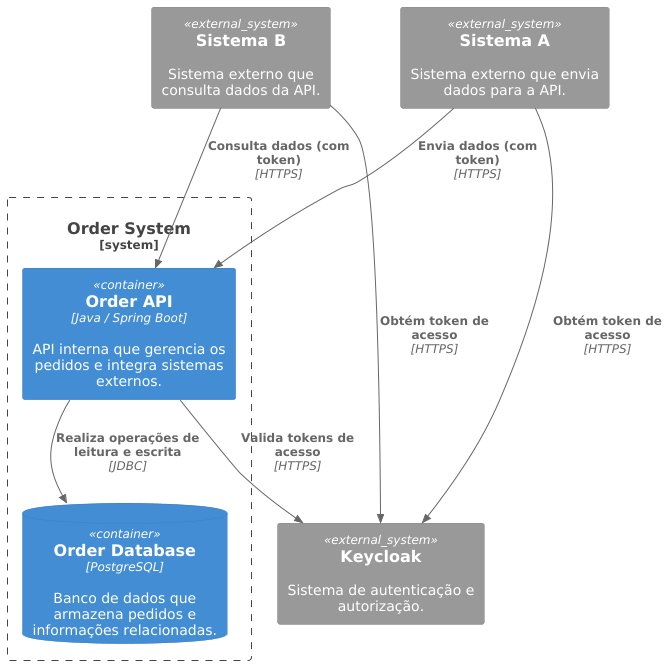 «external_system»
Sistema B
Sistema externo que
consulta dados da API.
«external_system»
Sistema A
Sistema externo que envia
dados para a API.
Consulta dados (com
token)
[HTTPS]
Envia dados (com
token)
[HTTPS]
Order System
[system]
«container»
Order API
[Java / Spring Boot]
API interna que gerencia os
pedidos e integra sistemas
externos.
Obtém token de
acesso
[HTTPS]
Obtém token de
acesso
[HTTPS]
Realiza operações de
leitura e escrita
[JDBC]
Valida tokens de
acesso
[HTTPS]
«container»
Order Database
[PostgreSQL]
Banco de dados que
armazena pedidos e
informações relacionadas.
«external_system»
Keycloak
Sistema de autenticação e
autorização.